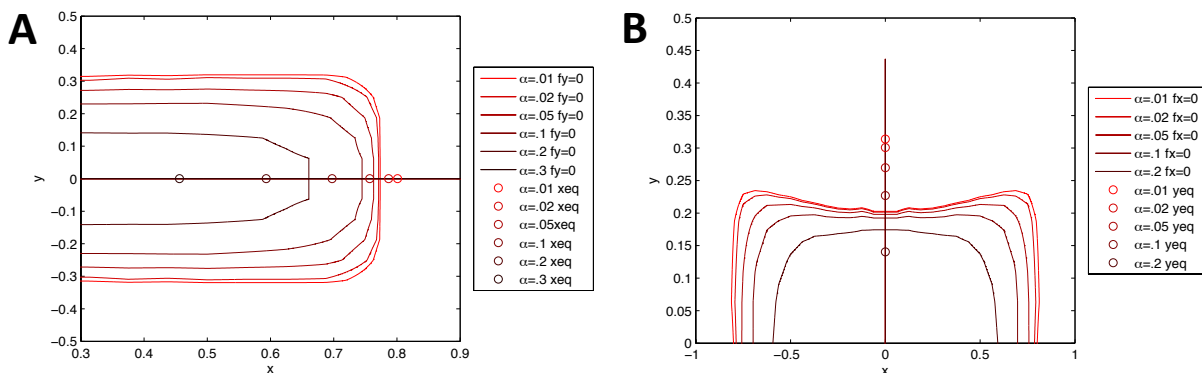 A
0.5
0.4
0.3
0.2
0.1
0
−0.1
−0.2
−0.3
−0.4
−0.5
y
0.3 0.4 0.5 0.6 0.7 0.8 0.9
x
α=.01 fy=0
α=.02 fy=0
α=.05 fy=0
α=.1 fy=0
α=.2 fy=0
α=.3 fy=0
α=.01 xeq
α=.02 xeq
α=.05xeq
α=.1 xeq
α=.2 xeq
α=.3 xeq
B
0.5
0.45
0.4
0.35
0.3
0.25
0.2
0.15
0.1
0.05
0
y
−1 −0.5 0 0.5 1
x
α=.01 fx=0
α=.02 fx=0
α=.05 fx=0
α=.1 fx=0
α=.2 fx=0
α=.01 yeq
α=.02 yeq
α=.05 yeq
α=.1 yeq
α=.2 yeq